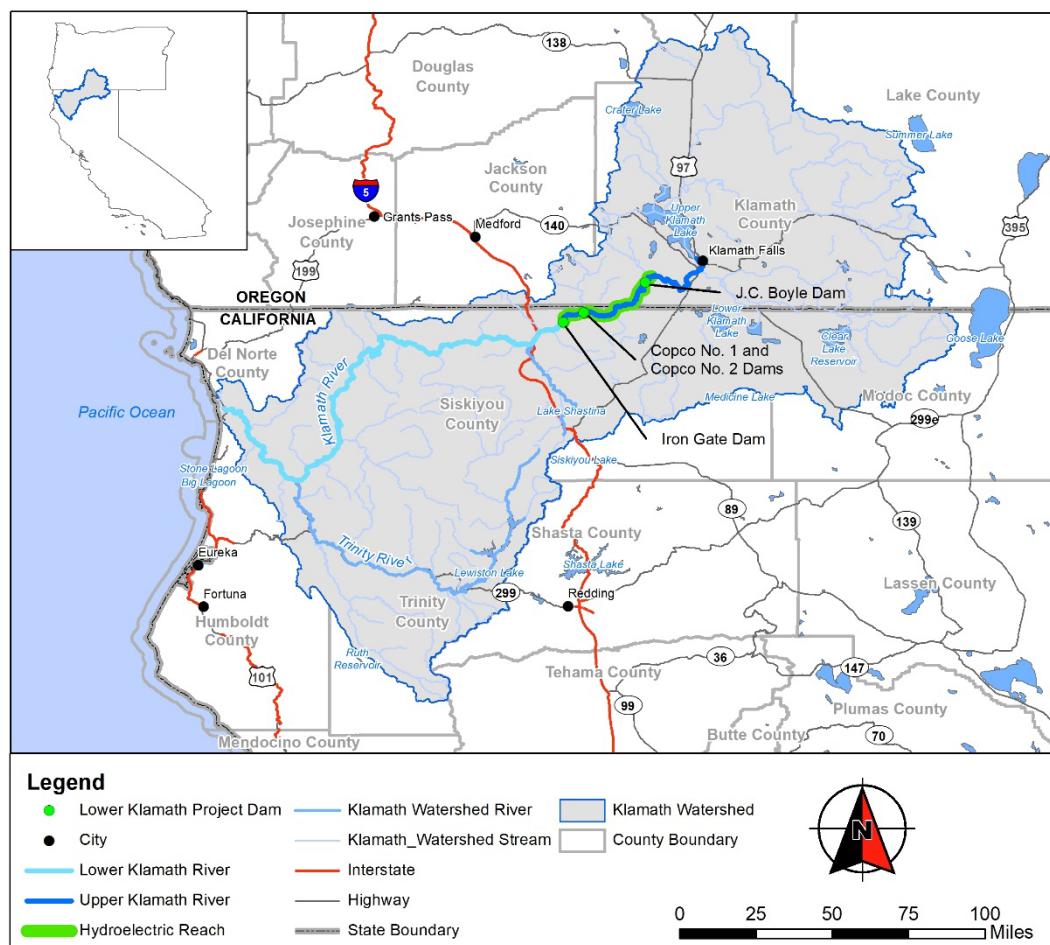 138
Douglas
County
Lake County
Crater Lake
Summer Lake
5
Jackson
County
97
Klamath
County
Upper
Klamath
Lake
395
Josephine
County
Grants Pass
Medford
140
Klamath Falls
199
OREGON
CALIFORNIA
J.C. Boyle Dam
Lower
Klamath
Lake
Clear
Lake
Reservoir
Goose Lake
Del Norte
County
Klamath River
Copco No. 1 and
Copco No. 2 Dams
Pacific Ocean
Siskiyou
County
Lake Shastina
Medicine Lake
Modoc County
299e
Iron Gate Dam
Siskiyou Lake
Stone Lagoon
Big Lagoon
89
139
Shasta County
Eureka
Trinity River
Lewiston Lake
Shasta Lake
Lassen County
Fortuna
299
Redding
Humboldt
County
Trinity
County
Ruth
Reservoir
36
Tehama County
147
101
99
Plumas County
Butte County
70
Mendocino County
Legend
Lower Klamath Project Dam
City
Lower Klamath River
Upper Klamath River
Hydroelectric Reach
Klamath Watershed River
Klamath_Watershed Stream
Interstate
Highway
State Boundary
Klamath Watershed
County Boundary
N
0 25 50 75 100
Miles